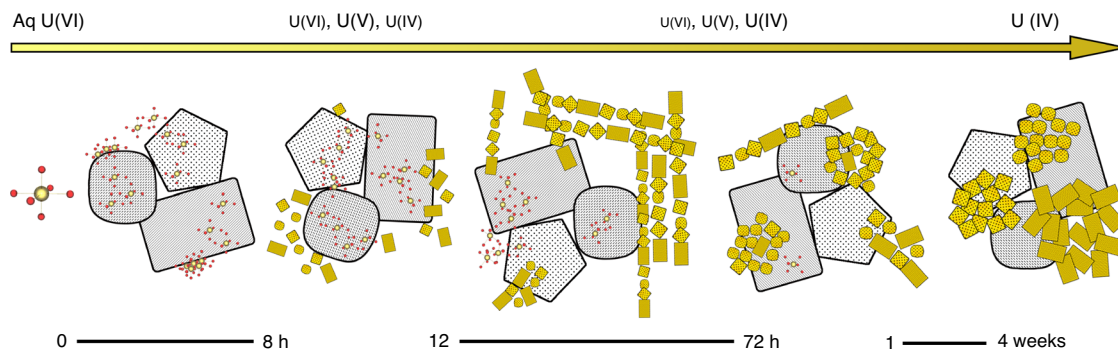 Aq U(VI)
U(VI), U(V), U(IV)
U(VI), U(V), U(IV)
U (IV)
0
8 h
12
72 h
1
4 weeks